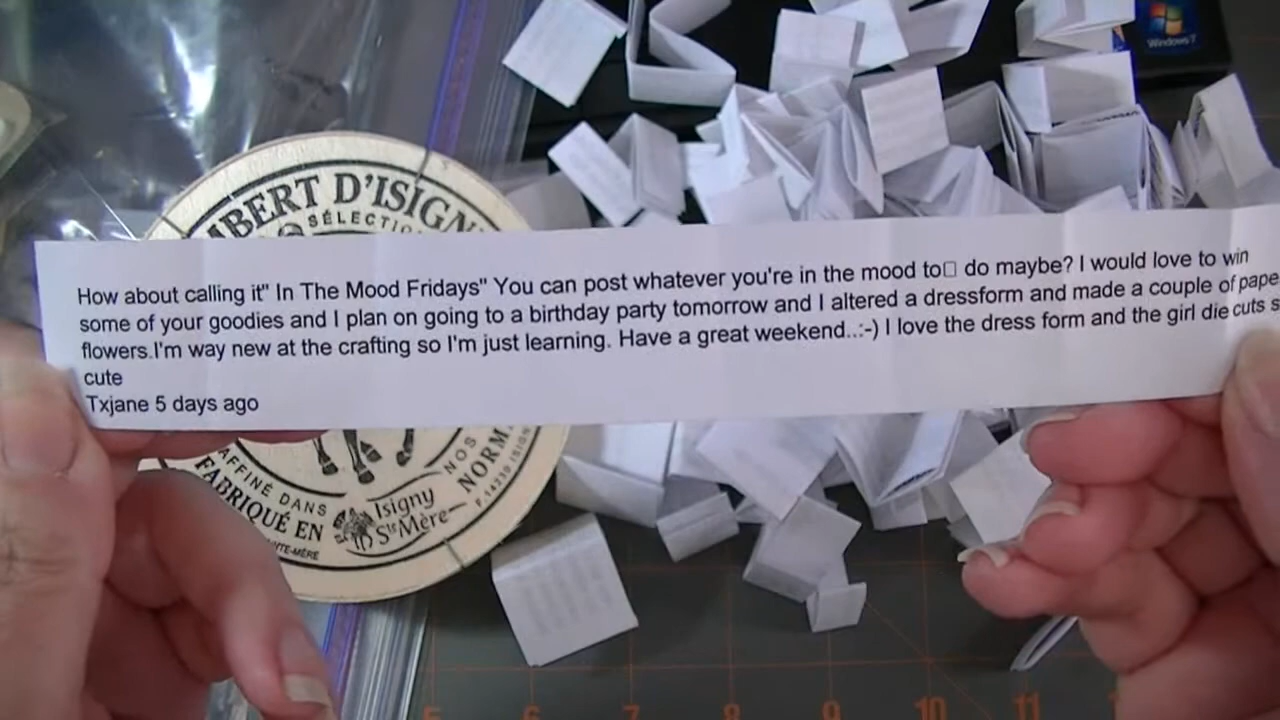 MBERT D'ISIGN
SÉLECTIO
Windows 7
How about calling it" In The Mood Fridays" You can post whatever you're in the mood to□ do maybe? I would love to win
some of your goodies and I plan on going to a birthday party tomorrow and I altered a dressform and made a couple of pape
flowers.I'm way new at the crafting so I'm just learning. Have a great weekend..:-) I love the dress form and the girl die cuts s
cute
Txjane 5 days ago
AFFINÉ DANS NOS
FABRIQUÉ EN NORM
Isigny
Ste Mère
5 6 7 8 9 10 11